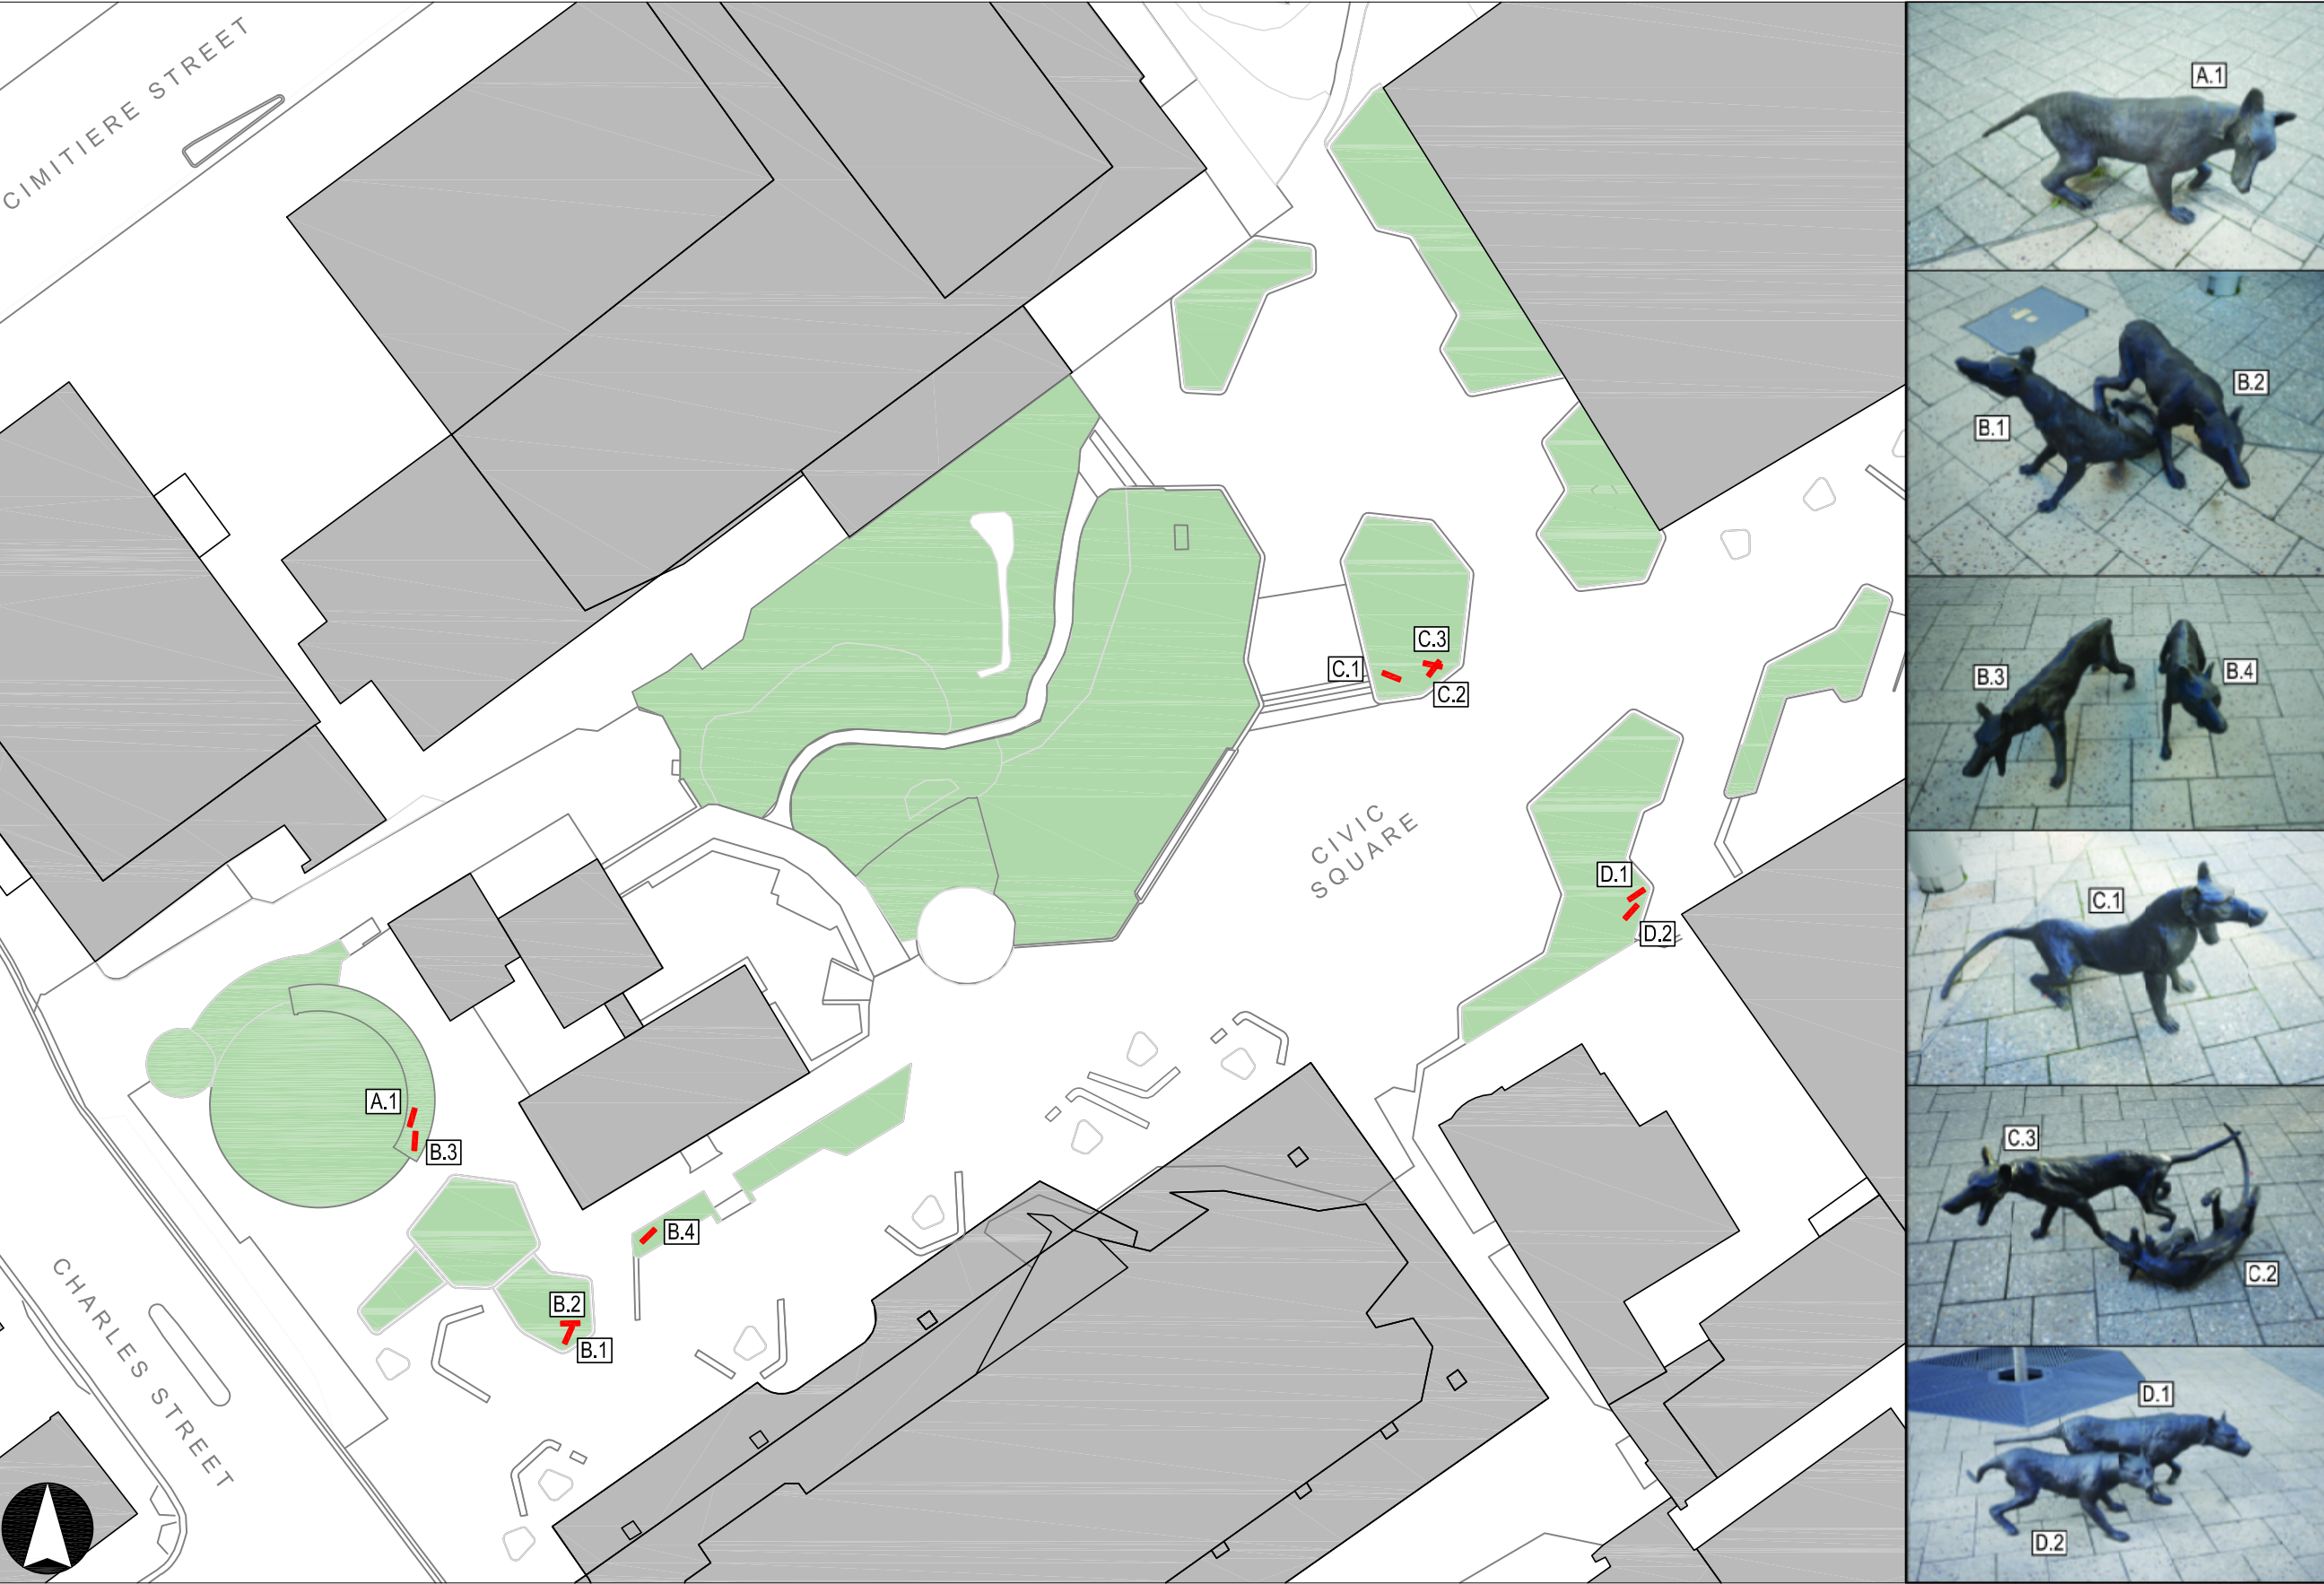 CIMITIERE STREET
C.3
C.1
C.2
CIVIC
SQUARE
D.1
D.2
A.1
B.3
B.4
B.2
B.1
CHARLES STREET
A.1
B.2
B.1
B.3
B.4
C.1
C.3
C.2
D.1
D.2